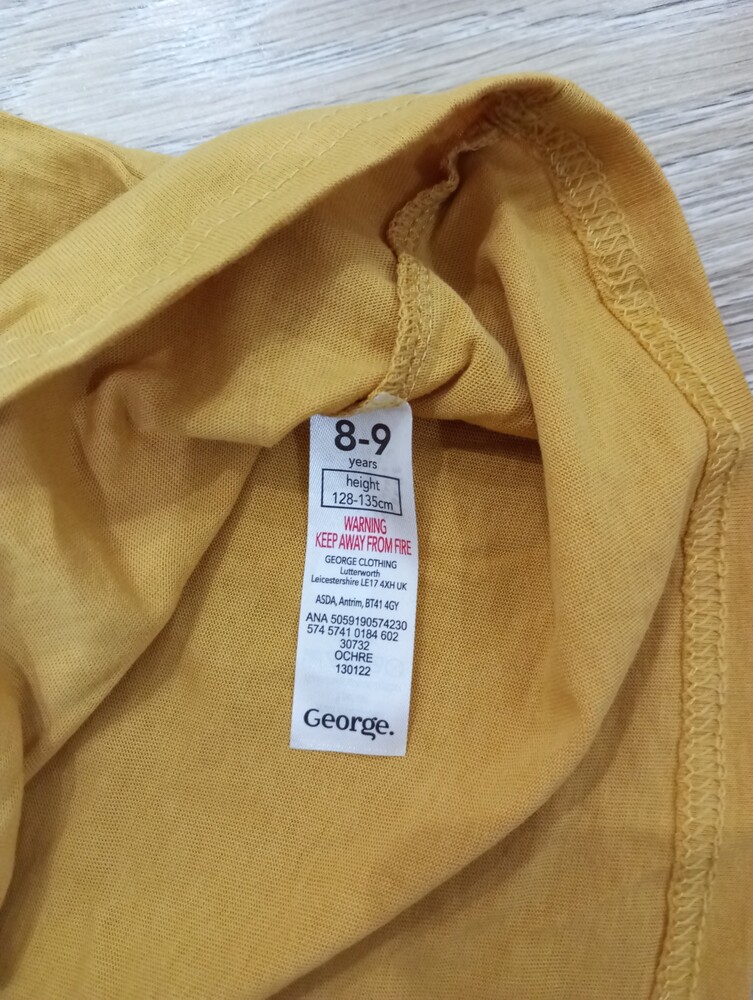 8-9
years
height
128-135cm
WARNING
KEEP AWAY FROM FIRE
GEORGE CLOTHING
Lutterworth
Leicestershire LE17 4XH UK
ASDA, Antrim, BT41 4GY
ANA 5059190574230
574 5741 0184 602
30732
OCHRE
130122
George.